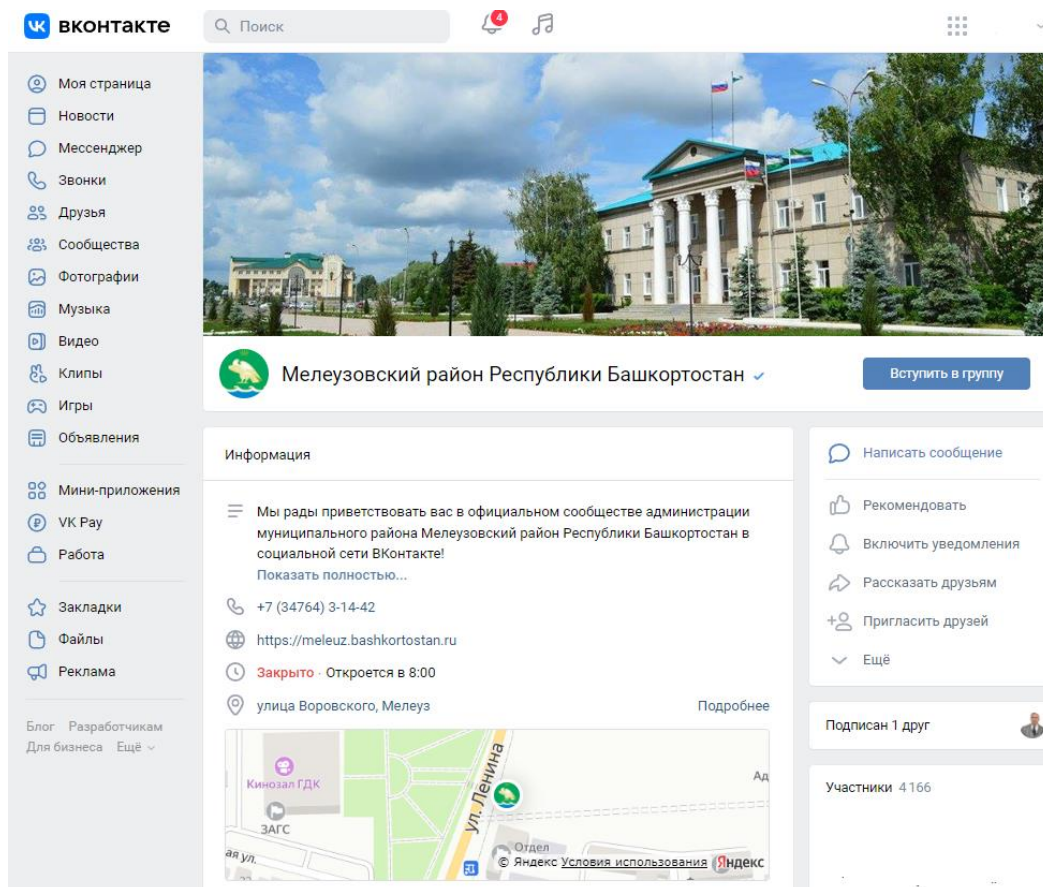 вконтакте
Поиск
4
Моя страница
Новости
Мессенджер
Звонки
Друзья
Сообщества
Фотографии
Музыка
Видео
Клипы
Игры
Объявления
Мини-приложения
VK Pay
Работа
Закладки
Файлы
Реклама
Блог Разработчикам
Для бизнеса Ещё
Мелеузовский район Республики Башкортостан
Вступить в группу
Информация
Мы рады приветствовать вас в официальном сообществе администрации
муниципального района Мелеузовский район Республики Башкортостан в
социальной сети ВКонтакте!
Показать полностью...
+7 (34764) 3-14-42
https://meleuz.bashkortostan.ru
Закрыто · Откроется в 8:00
улица Воровского, Мелеуз
Подробнее
Кинозал ГДК
ЗАГС
ул. Ленина
Ад
Отдел
ая ул.
© Яндекс Условия использования Яндекс
Написать сообщение
Рекомендовать
Включить уведомления
Рассказать друзьям
Пригласить друзей
Ещё
Подписан 1 друг
Участники 4166